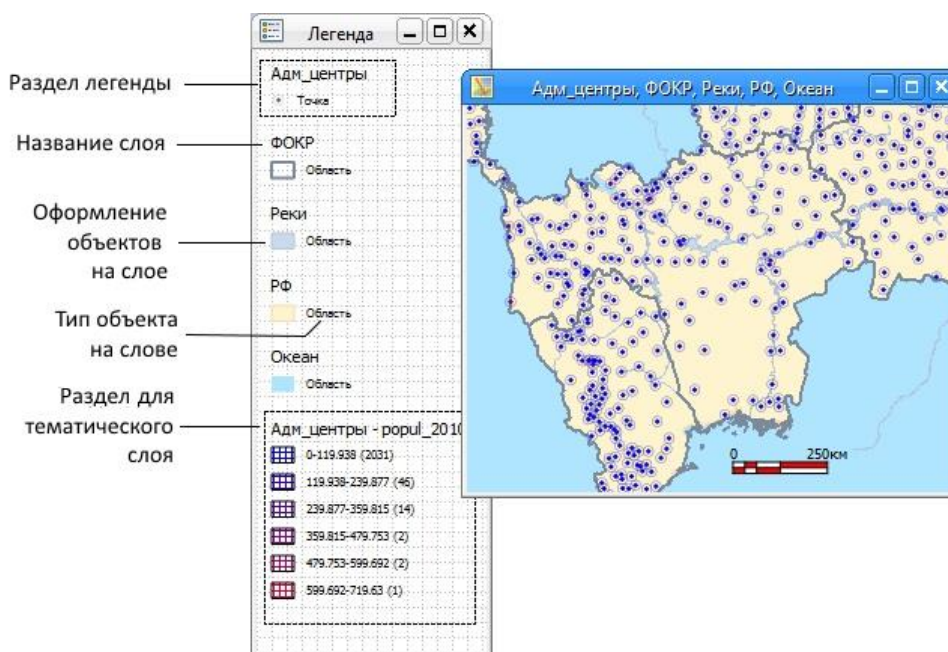 Раздел легенды
Название слоя
Оформление
объектов
на слое
Тип объекта
на слове
Раздел для
тематического
слоя
Легенда
Адм_центры
Точка
ФОКР
Область
Реки
Область
РФ
Область
Океан
Область
Адм_центры - popul_2010
0-119.938 (2031)
119.938-239.877 (46)
239.877-359.815 (14)
359.815-479.753 (2)
479.753-599.692 (2)
599.692-719.63 (1)
Адм_центры, ФОКР, Реки, РФ, Океан
0 250км